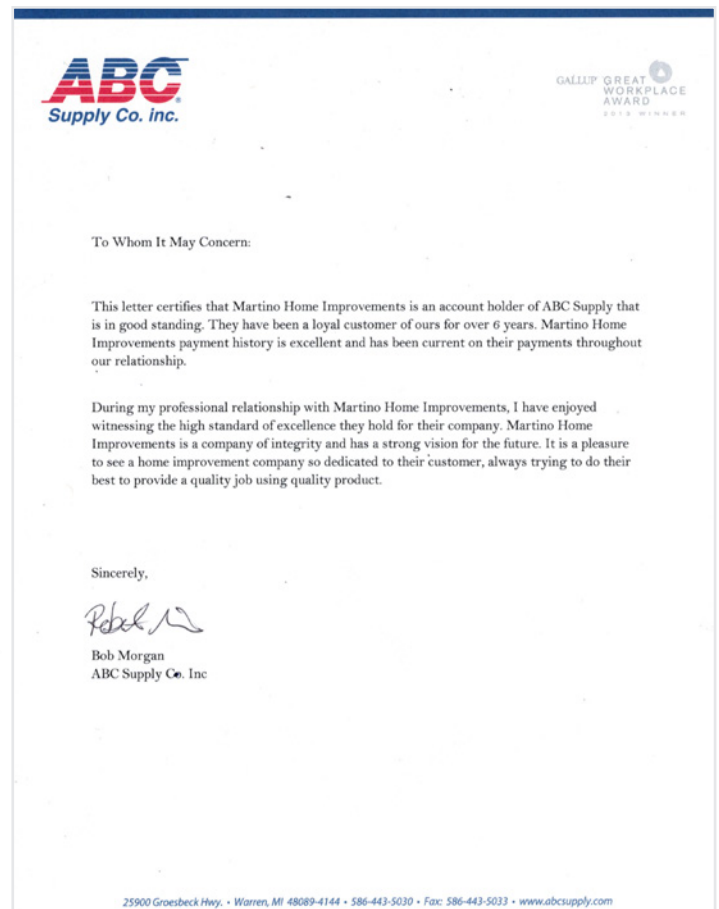 ABC
Supply Co. inc.
GALLUP GREAT
WORKPLACE
AWARD
2012 WINNER
To Whom It May Concern:
This letter certifies that Martino Home Improvements is an account holder of ABC Supply that
is in good standing. They have been a loyal customer of ours for over 6 years. Martino Home
Improvements payment history is excellent and has been current on their payments throughout
our relationship.
During my professional relationship with Martino Home Improvements, I have enjoyed
witnessing the high standard of excellence they hold for their company. Martino Home
Improvements is a company of integrity and has a strong vision for the future. It is a pleasure
to see a home improvement company so dedicated to their customer, always trying to do their
best to provide a quality job using quality product.
Sincerely,
Bob Morgan
ABC Supply Co. Inc
25900 Groesbeck Hwy. • Warren, MI 48089-4144 • 586-443-5030 • Fax: 586-443-5033 • www.abcsupply.com